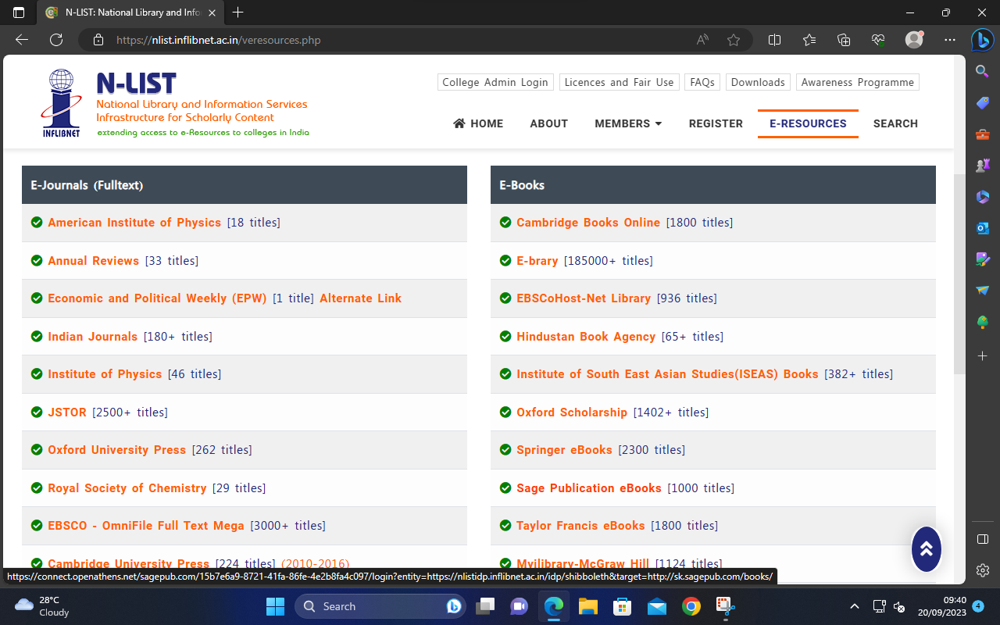 N-LIST: National Library and Info
https://nlist.inflibnet.ac.in/veresources.php
INFLIBNET
N-LIST
National Library and Information Services
Infrastructure for Scholarly Content
extending access to e-Resources to colleges in India
College Admin Login
Licences and Fair Use
FAQs
Downloads
Awareness Programme
HOME
ABOUT
MEMBERS
REGISTER
E-RESOURCES
SEARCH
E-Journals (Fulltext)
American Institute of Physics [18 titles]
Annual Reviews [33 titles]
Economic and Political Weekly (EPW) [1 title] Alternate Link
Indian Journals [180+ titles]
Institute of Physics [46 titles]
JSTOR [2500+ titles]
Oxford University Press [262 titles]
Royal Society of Chemistry [29 titles]
EBSCO - OmniFile Full Text Mega [3000+ titles]
Cambridge University Press [224 titles] (2010-2016)
E-Books
Cambridge Books Online [1800 titles]
E-brary [185000+ titles]
EBSCoHost-Net Library [936 titles]
Hindustan Book Agency [65+ titles]
Institute of South East Asian Studies(ISEAS) Books [382+ titles]
Oxford Scholarship [1402+ titles]
Springer eBooks [2300 titles]
Sage Publication eBooks [1000 titles]
Taylor Francis eBooks [1800 titles]
Mylibrary-McGraw Hill [1124 titles]
https://connect.openathens.net/sagepub.com/15b7e6a9-8721-41fa-86fe-4e2b8fa4c097/login?entity=https://nlistidp.inflibnet.ac.in/idp/shibboleth&target=http://sk.sagepub.com/books/
28°C
Cloudy
Search
09:40
20/09/2023
4